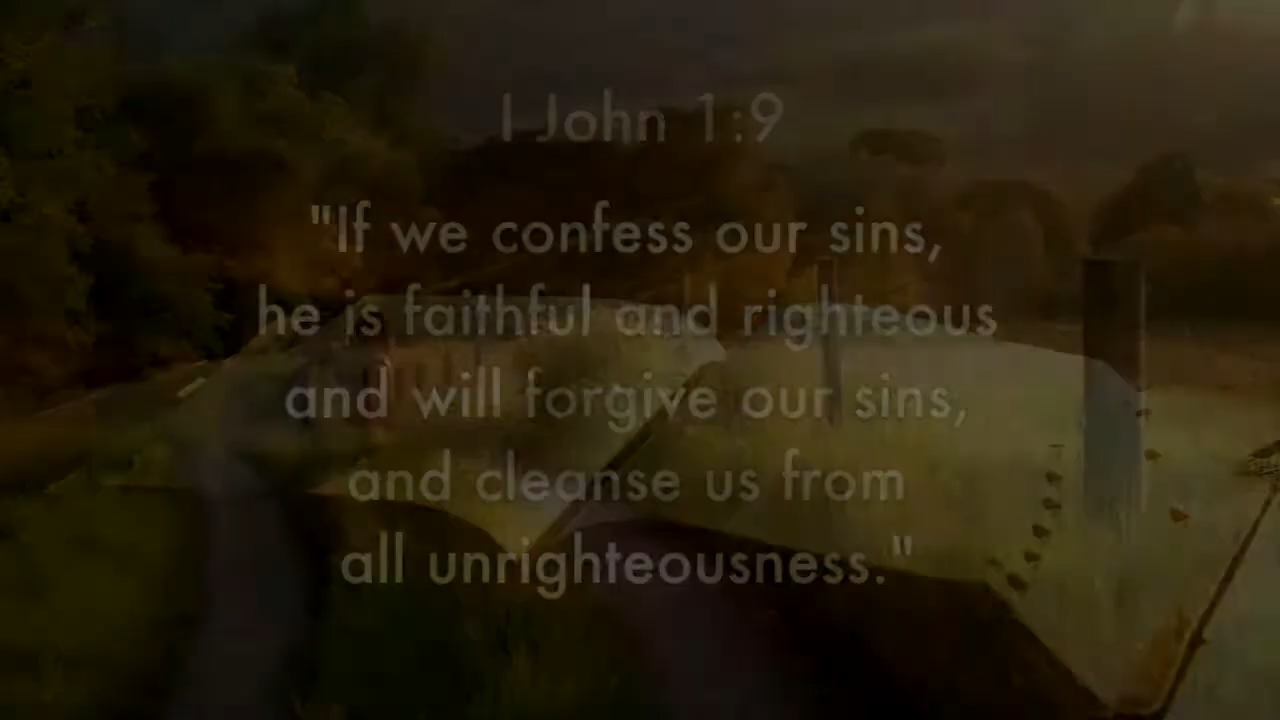 I John 1:9
"If we confess our sins,
he is faithful and righteous
and will forgive our sins,
and cleanse us from
all unrighteousness."